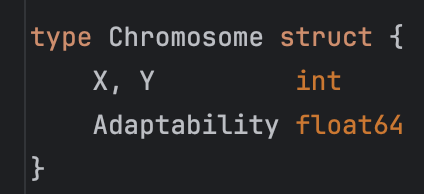 type Chromosome struct {
    X, Y         int
    Adaptability float64
}